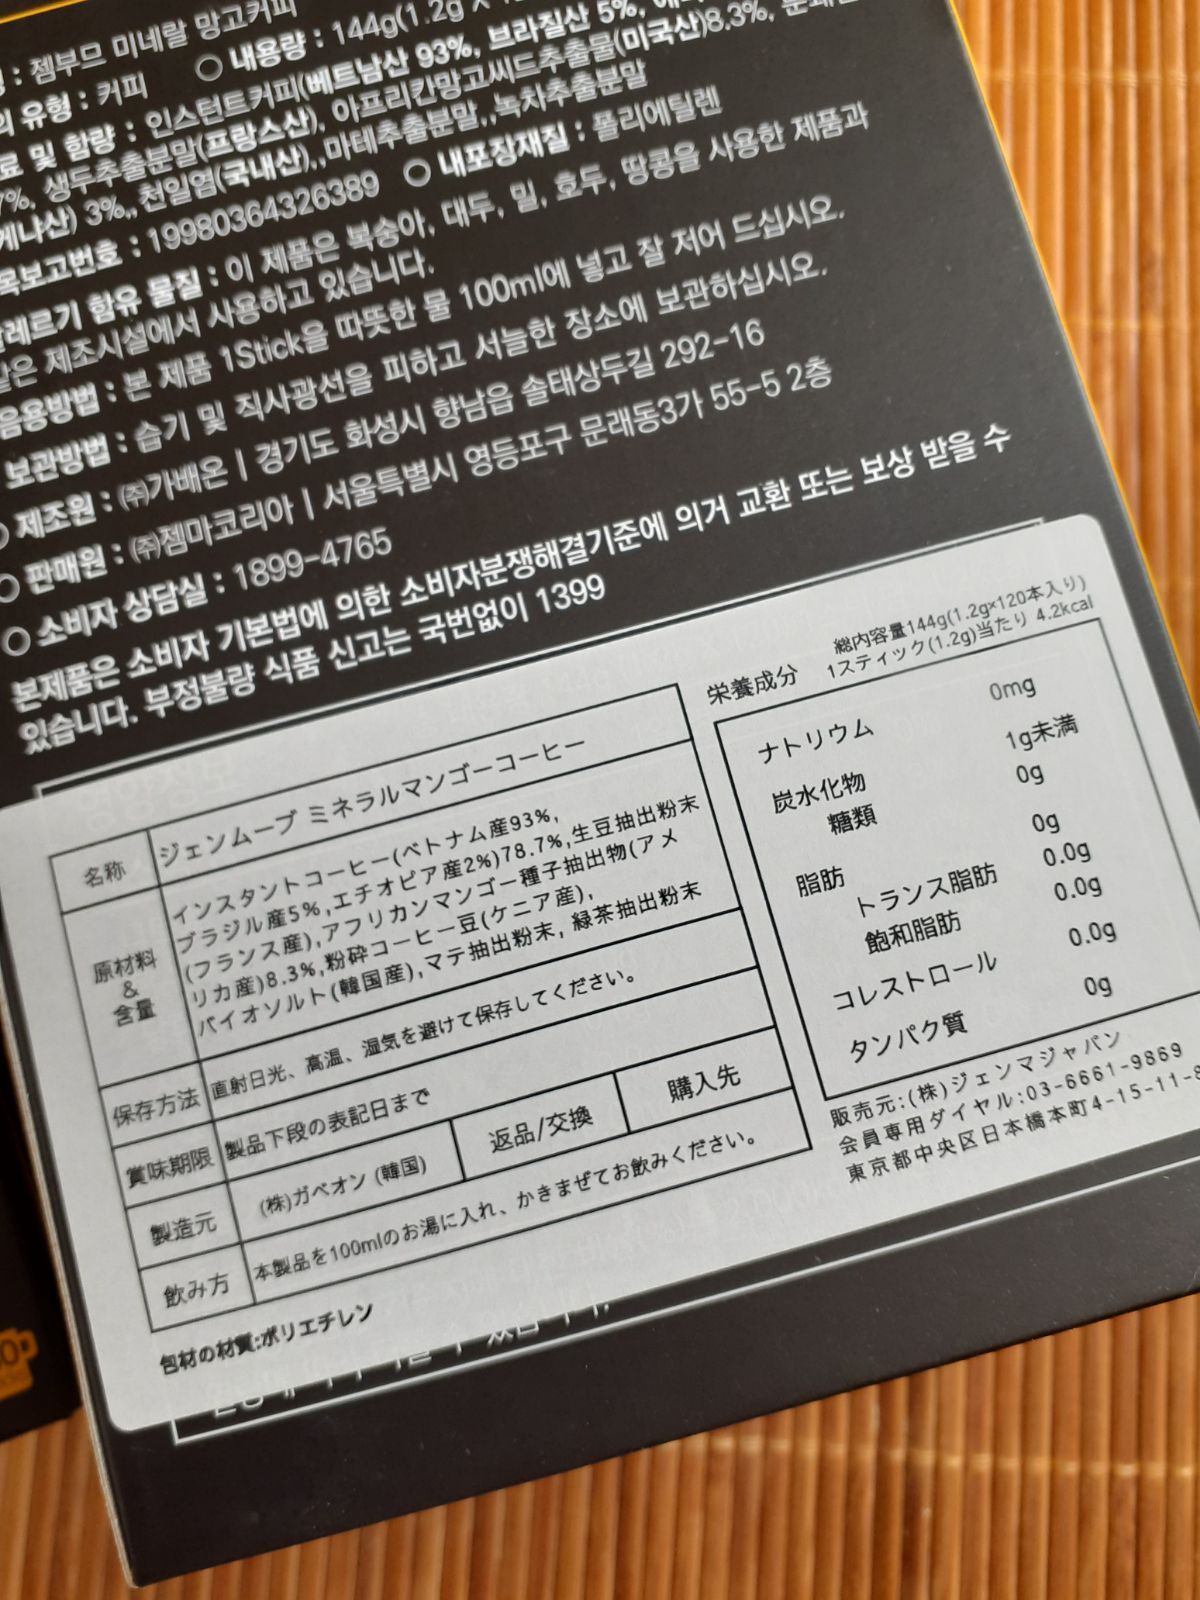 : 젬부므 미네랄 망고커피
의 유형 : 커피 ○ 내용량 : 144g(1.2g x
료 및 함량 : 인스턴트커피(베트남산 93%, 브라질산 5%,
7%, 생두추출분말(프랑스산), 아프리칸망고씨드추출물(미국산)8.3%,
케냐산) 3%,, 천일염(국내산),,마테추출분말,,녹차추출분말
목보고번호 : 19980364326389 ○ 내포장재질 : 폴리에틸렌
알레르기 함유 물질 : 이 제품은 복숭아, 대두, 밀, 호두, 땅콩을 사용한 제품과
같은 제조시설에서 사용하고 있습니다.
음용방법 : 본 제품 1Stick을 따뜻한 물 100ml에 넣고 잘 저어 드십시오.
보관방법 : 습기 및 직사광선을 피하고 서늘한 장소에 보관하십시오.
○ 제조원 : ㈜가배온 | 경기도 화성시 향남읍 솔태상두길 292-16
○ 판매원 : ㈜젬마코리아 | 서울특별시 영등포구 문래동3가 55-5 2층
○ 소비자 상담실 : 1899-4765
본제품은 소비자 기본법에 의한 소비자분쟁해결기준에 의거 교환 또는 보상 받을 수
있습니다. 부정불량 식품 신고는 국번없이 1399
名称 ジェンムーブ ミネラルマンゴーコーヒー
原材料
&
含量
インスタントコーヒー(ベトナム産93%,
ブラジル産5%,エチオピア産2%)78.7%,生豆抽出粉末
(フランス産),アフリカンマンゴー種子抽出物(アメ
リカ産)8.3%,粉砕コーヒー豆(ケニア産),
バイオソルト(韓国産),マテ抽出粉末, 緑茶抽出粉末
保存方法 直射日光、高温、湿気を避けて保存してください。
賞味期限 製品下段の表記日まで
製造元 (株)ガベオン (韓国) 返品/交換 購入先
飲み方 本製品を100mlのお湯に入れ、かきまぜてお飲みください。
包材の材質:ポリエチレン
栄養成分
総内容量144g(1.2g×120本入り)
1スティック(1.2g)当たり 4.2kcal
ナトリウム 0mg
炭水化物 1g未満
糖類 0g
脂肪 0g
トランス脂肪 0.0g
飽和脂肪 0.0g
コレストロール 0.0g
タンパク質 0g
販売元:(株)ジェンマジャパン
会員専用ダイヤル:03-6661-9869
東京都中央区日本橋本町4-15-11-8